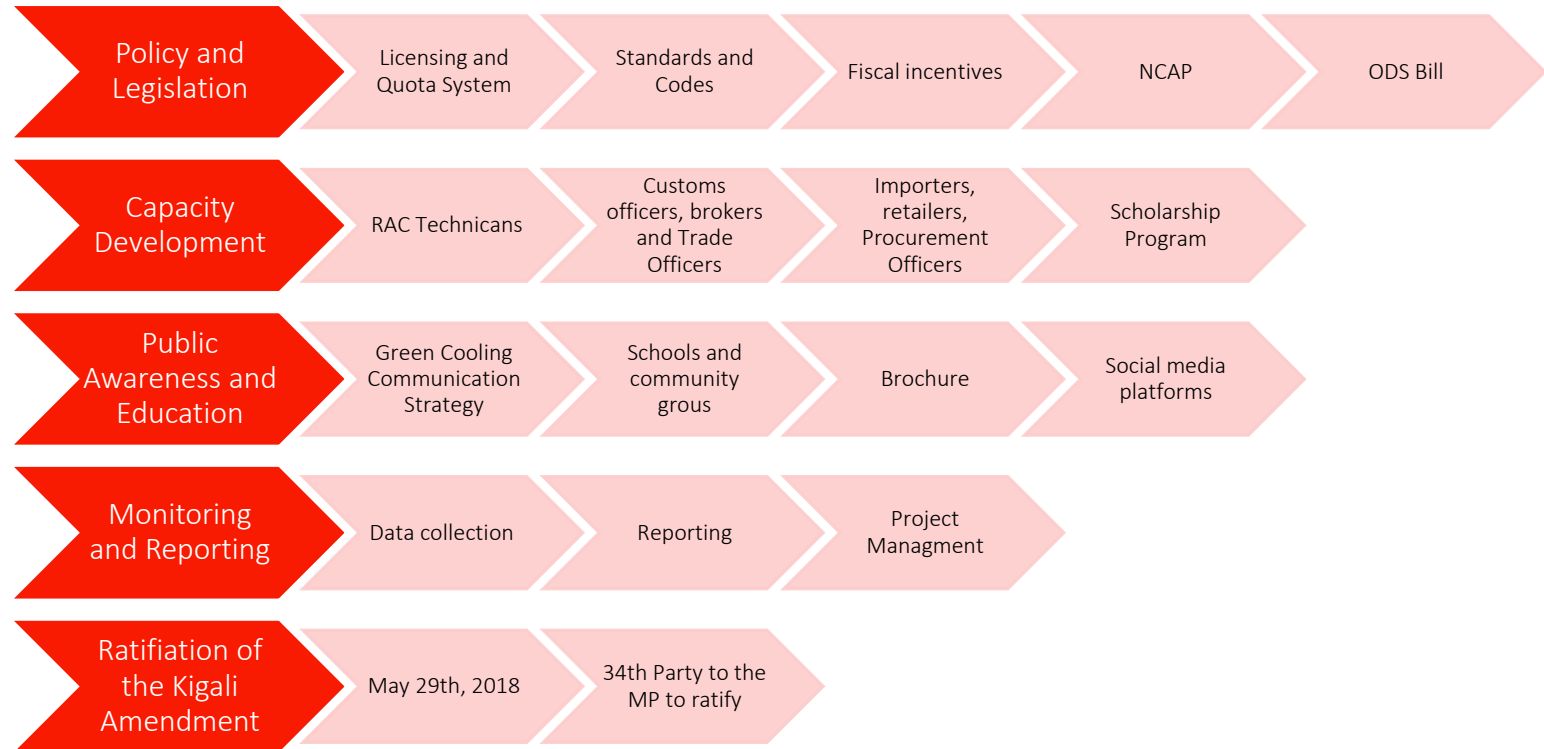 Policy and
Legislation
Licensing and
Quota System
Standards and
Codes
Fiscal incentives
NCAP
ODS Bill
Capacity
Development
RAC Technicans
Customs
officers, brokers
and Trade
Officers
Importers,
retailers,
Procurement
Officers
Scholarship
Program
Public
Awareness and
Education
Green Cooling
Communication
Strategy
Schools and
community
grous
Brochure
Social media
platforms
Monitoring
and Reporting
Data collection
Reporting
Project
Managment
Ratifiation of
the Kigali
Amendment
May 29th, 2018
34th Party to the
MP to ratify